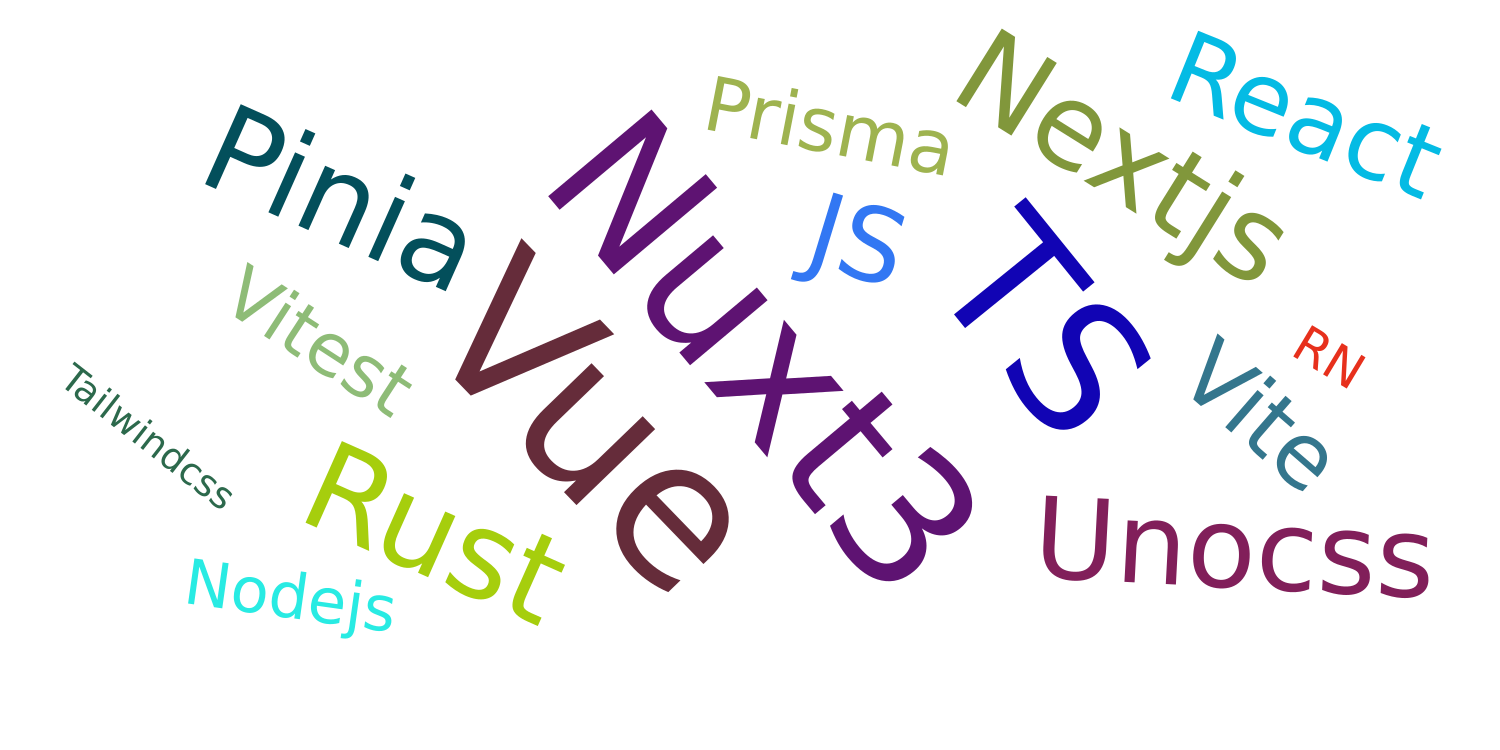 React
Nextjs
Prisma
Pinia
Nuxt3
JS
TS
Vue
Vitest
RN
Vite
Tailwindcss
Rust
Unocss
Nodejs